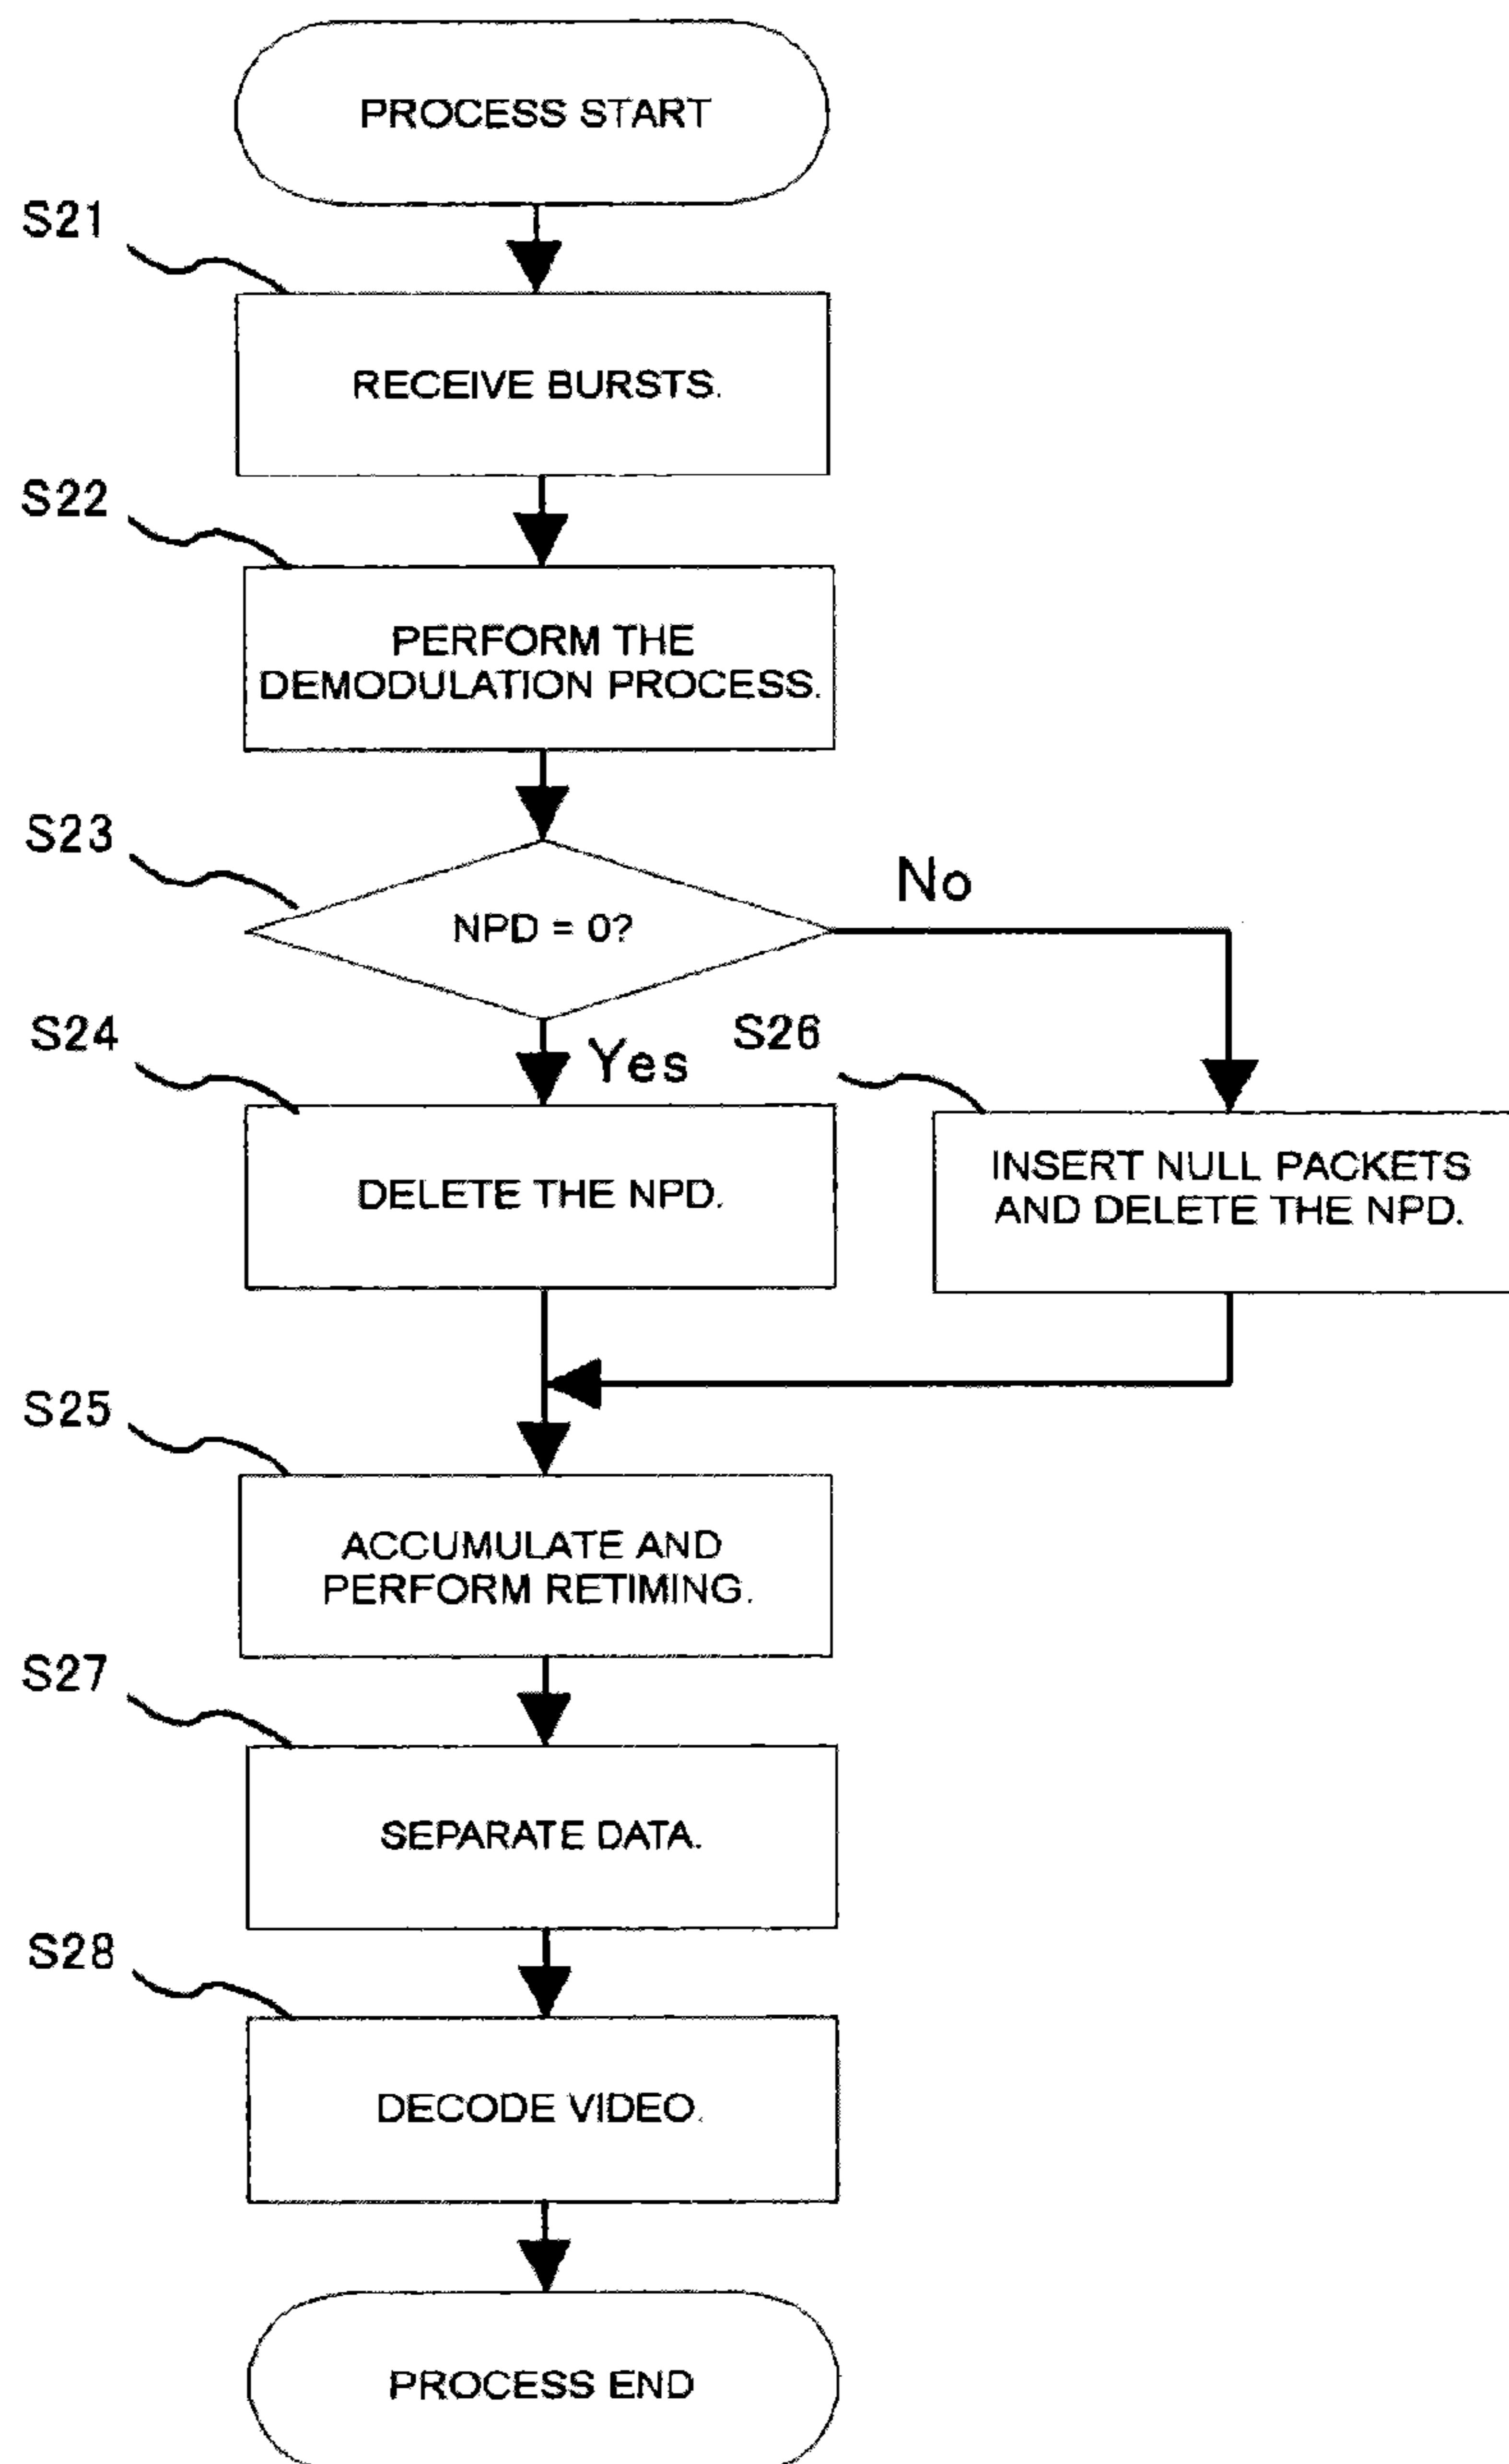 PROCESS START
S21
RECEIVE BURSTS.
S22
PERFORM THE
DEMODULATION PROCESS.
S23
NPD = 0?
No
S24
Yes
S26
DELETE THE NPD.
INSERT NULL PACKETS
AND DELETE THE NPD.
S25
ACCUMULATE AND
PERFORM RETIMING.
S27
SEPARATE DATA.
S28
DECODE VIDEO.
PROCESS END